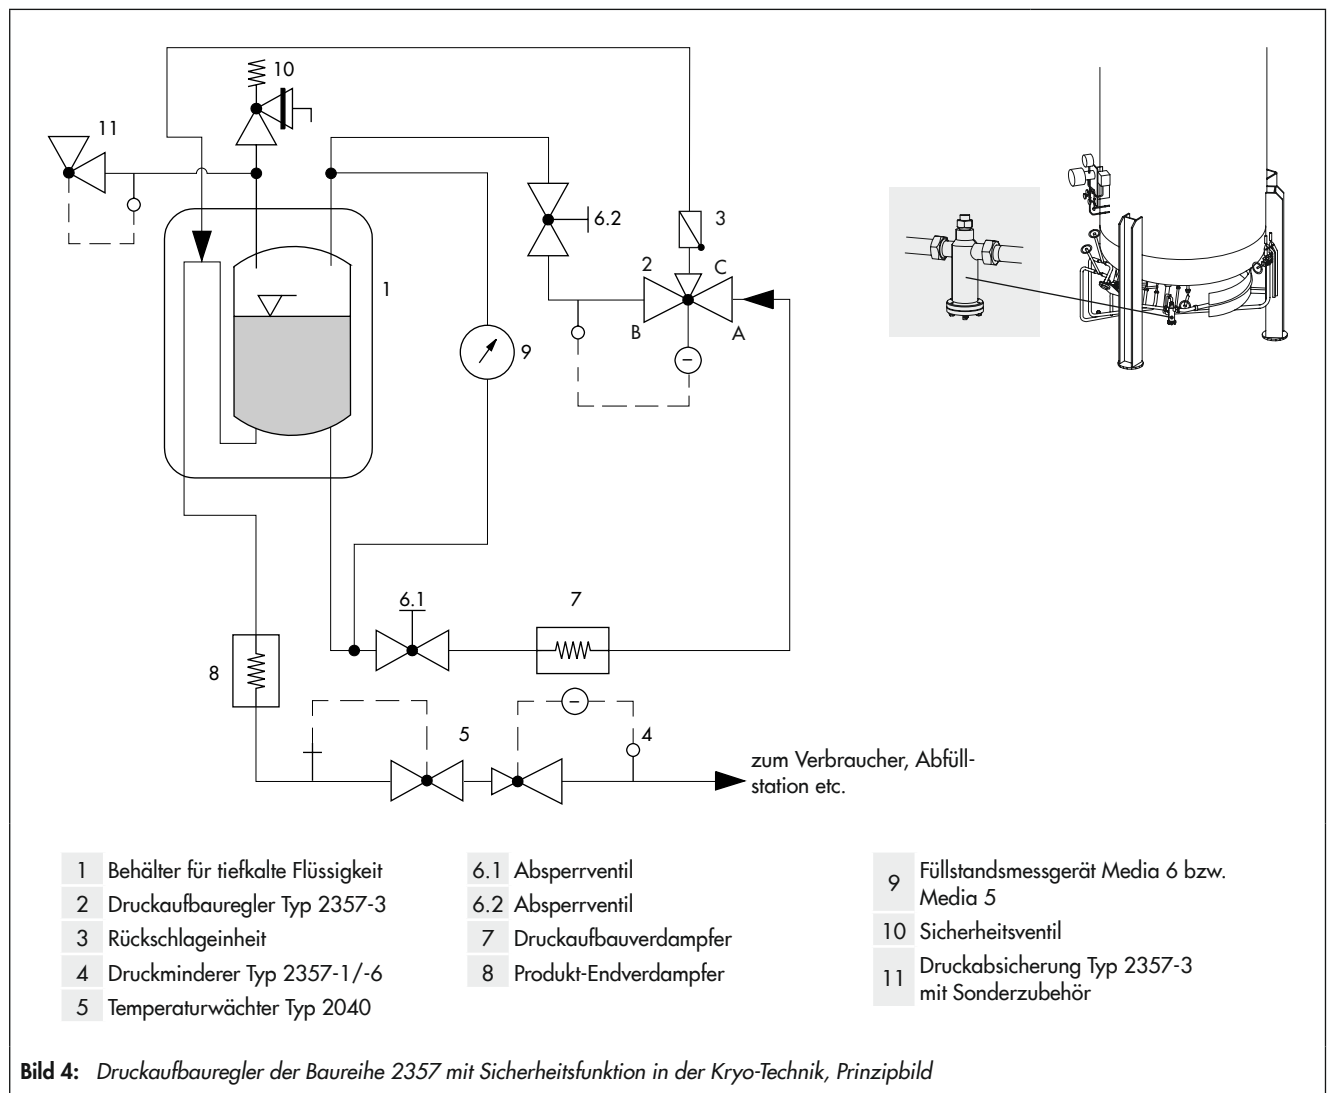 10
11
6.2
3
2
C
1
B
A
9
6.1
7
8
5
4
zum Verbraucher, Abfüll-
station etc.
1 Behälter für tiefkalte Flüssigkeit
2 Druckaufbauregler Typ 2357-3
3 Rückschlageinheit
4 Druckminderer Typ 2357-1/-6
5 Temperaturwächter Typ 2040
6.1 Absperrventil
6.2 Absperrventil
7 Druckaufbauverdampfer
8 Produkt-Endverdampfer
9 Füllstandsmessgerät Media 6 bzw.
Media 5
10 Sicherheitsventil
11 Druckabsicherung Typ 2357-3
mit Sonderzubehör
Bild 4: Druckaufbauregler der Baureihe 2357 mit Sicherheitsfunktion in der Kryo-Technik, Prinzipbild